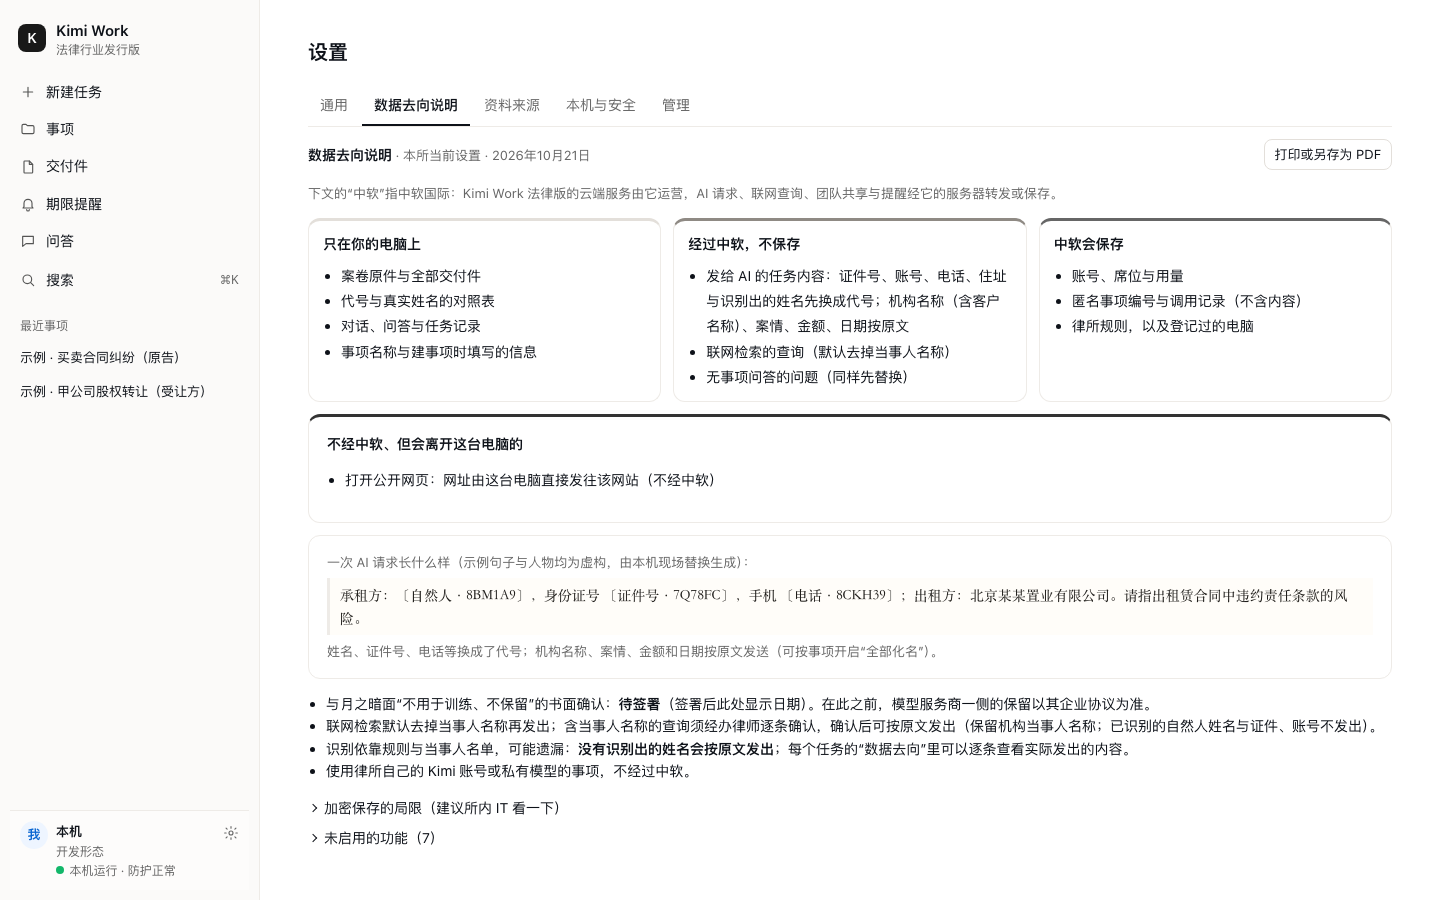 K
Kimi Work
法律行业发行版
新建任务
事项
交付件
期限提醒
问答
搜索 ⌘K
最近事项
示例 · 买卖合同纠纷（原告）
示例 · 甲公司股权转让（受让方）
我
本机
开发形态
本机运行 · 防护正常
设置
通用 数据去向说明 资料来源 本机与安全 管理
数据去向说明 · 本所当前设置 · 2026年10月21日
打印或另存为 PDF
下文的“中软”指中软国际：Kimi Work 法律版的云端服务由它运营，AI 请求、联网查询、团队共享与提醒经它的服务器转发或保存。
只在你的电脑上
案卷原件与全部交付件
代号与真实姓名的对照表
对话、问答与任务记录
事项名称与建事项时填写的信息
经过中软，不保存
发给 AI 的任务内容：证件号、账号、电话、住址
与识别出的姓名先换成代号；机构名称（含客户
名称）、案情、金额、日期按原文
联网检索的查询（默认去掉当事人名称）
无事项问答的问题（同样先替换）
中软会保存
账号、席位与用量
匿名事项编号与调用记录（不含内容）
律所规则，以及登记过的电脑
不经中软、但会离开这台电脑的
打开公开网页：网址由这台电脑直接发往该网站（不经中软）
一次 AI 请求长什么样（示例句子与人物均为虚构，由本机现场替换生成）：
承租方：〔自然人 · 8BM1A9〕，身份证号 〔证件号 · 7Q78FC〕，手机 〔电话 · 8CKH39〕；出租方：北京某某置业有限公司。请指出租赁合同中违约责任条款的风
险。
姓名、证件号、电话等换成了代号；机构名称、案情、金额和日期按原文发送（可按事项开启“全部化名”）。
与月之暗面“不用于训练、不保留”的书面确认：待签署（签署后此处显示日期）。在此之前，模型服务商一侧的保留以其企业协议为准。
联网检索默认去掉当事人名称再发出；含当事人名称的查询须经办律师逐条确认，确认后可按原文发出（保留机构当事人名称；已识别的自然人姓名与证件、账号不发出）。
识别依靠规则与当事人名单，可能遗漏：没有识别出的姓名会按原文发出；每个任务的“数据去向”里可以逐条查看实际发出的内容。
使用律所自己的 Kimi 账号或私有模型的事项，不经过中软。
加密保存的局限（建议所内 IT 看一下）
未启用的功能（7）